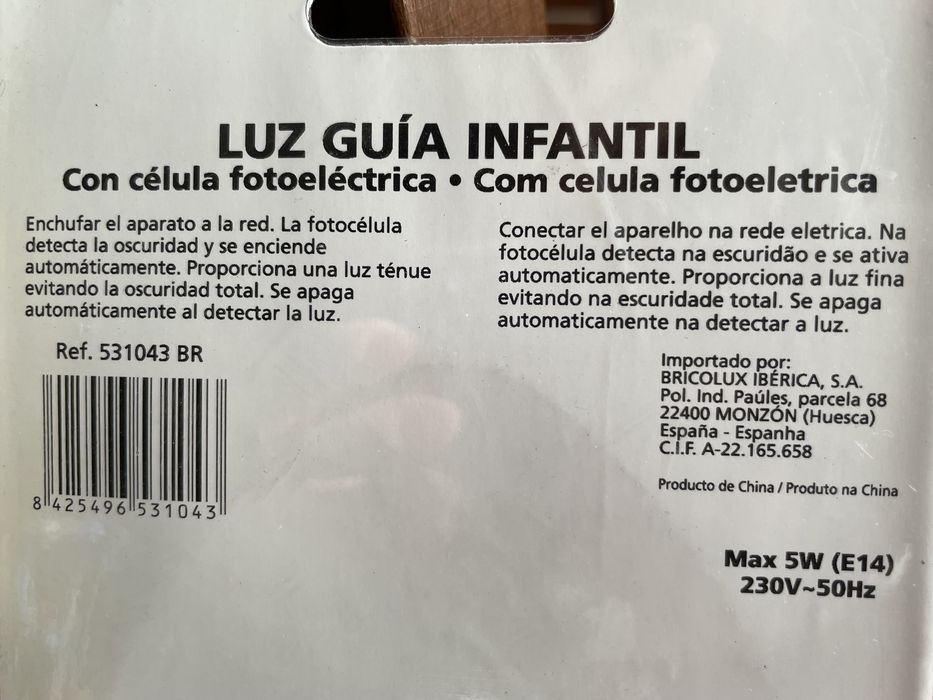 LUZ GUÍA INFANTIL
Con célula fotoeléctrica • Com celula fotoeletrica
Enchufar el aparato a la red. La fotocélula
detecta la oscuridad y se enciende
automáticamente. Proporciona una luz ténue
evitando la oscuridad total. Se apaga
automáticamente al detectar la luz.
Conectar el aparelho na rede eletrica. Na
fotocélula detecta na escuridão e se ativa
automaticamente. Proporciona a luz fina
evitando na escuridade total. Se apaga
automaticamente na detectar a luz.
Ref. 531043 BR
8 425496 531043
Importado por:
BRICOLUX IBÉRICA, S.A.
Pol. Ind. Paúles, parcela 68
22400 MONZÓN (Huesca)
España - Espanha
C.I.F. A-22.165.658
Producto de China / Produto na China
Max 5W (E14)
230V~50Hz